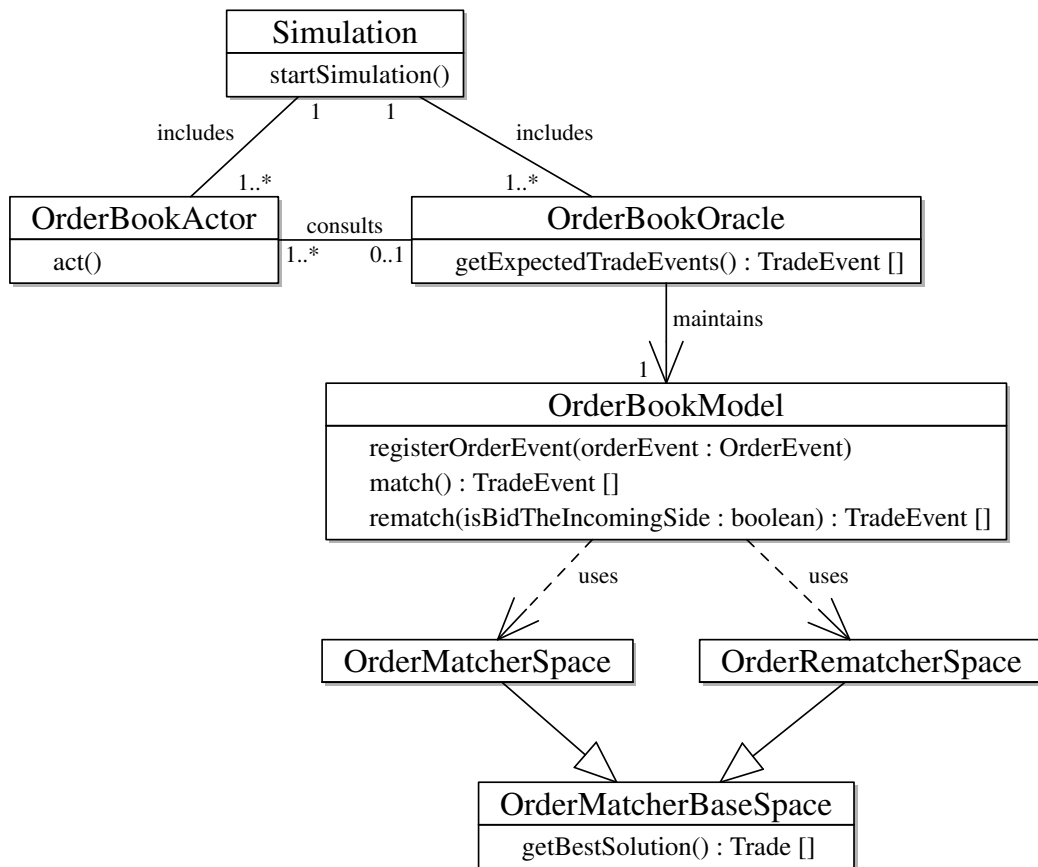 Simulation
startSimulation()
1 1
includes includes
1..* 1..*
OrderBookActor
act()
consults
1..* 0..1
OrderBookOracle
getExpectedTradeEvents() : TradeEvent []
maintains
1
OrderBookModel
registerOrderEvent(orderEvent : OrderEvent)
match() : TradeEvent []
rematch(isBidTheIncomingSide : boolean) : TradeEvent []
uses uses
OrderMatcherSpace
OrderRematcherSpace
OrderMatcherBaseSpace
getBestSolution() : Trade []